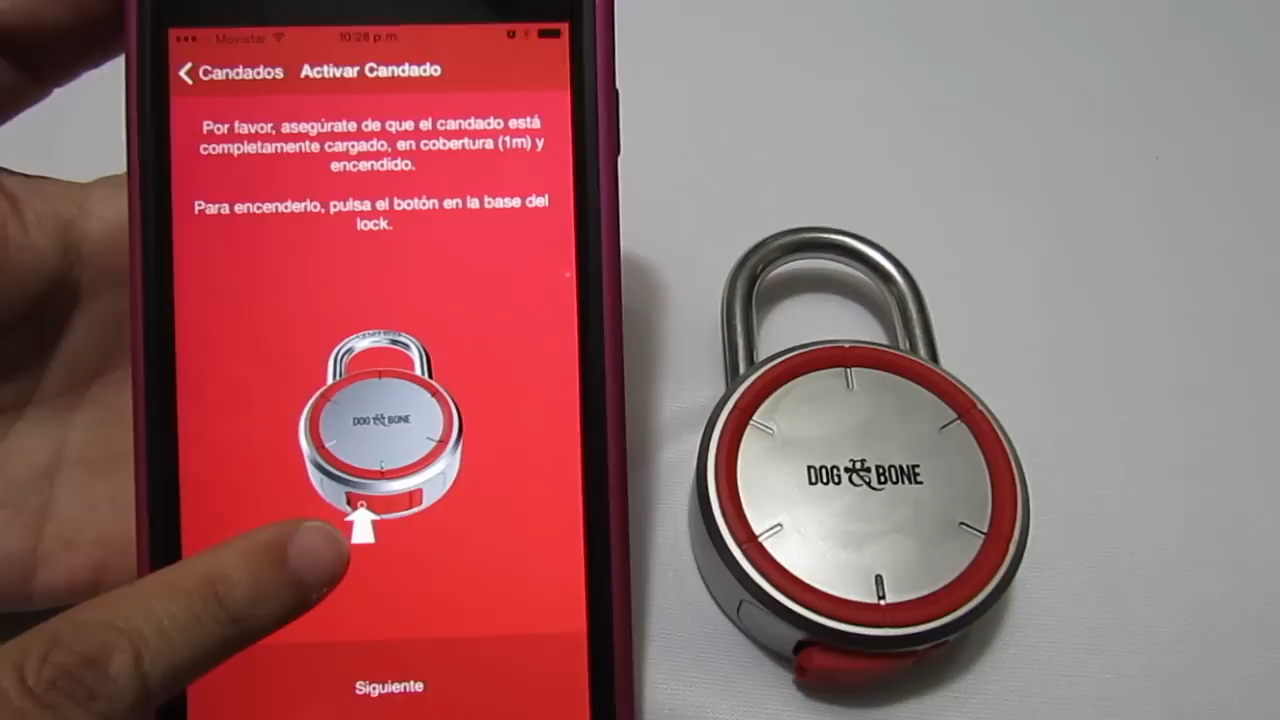 Movistar 10:28 p.m.
Candados Activar Candado
Por favor, asegúrate de que el candado está
completamente cargado, en cobertura (1m) y
encendido.
Para encenderlo, pulsa el botón en la base del
lock.
DOG & BONE
Siguiente
DOG & BONE